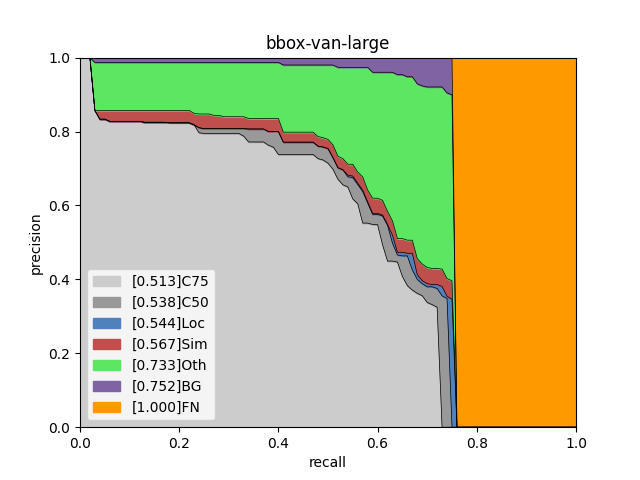 bbox-van-large
1.0
0.8
0.6
0.4
0.2
0.0
precision
[0.513]C75
[0.538]C50
[0.544]Loc
[0.567]Sim
[0.733]Oth
[0.752]BG
[1.000]FN
0.0 0.2 0.4 0.6 0.8 1.0
recall